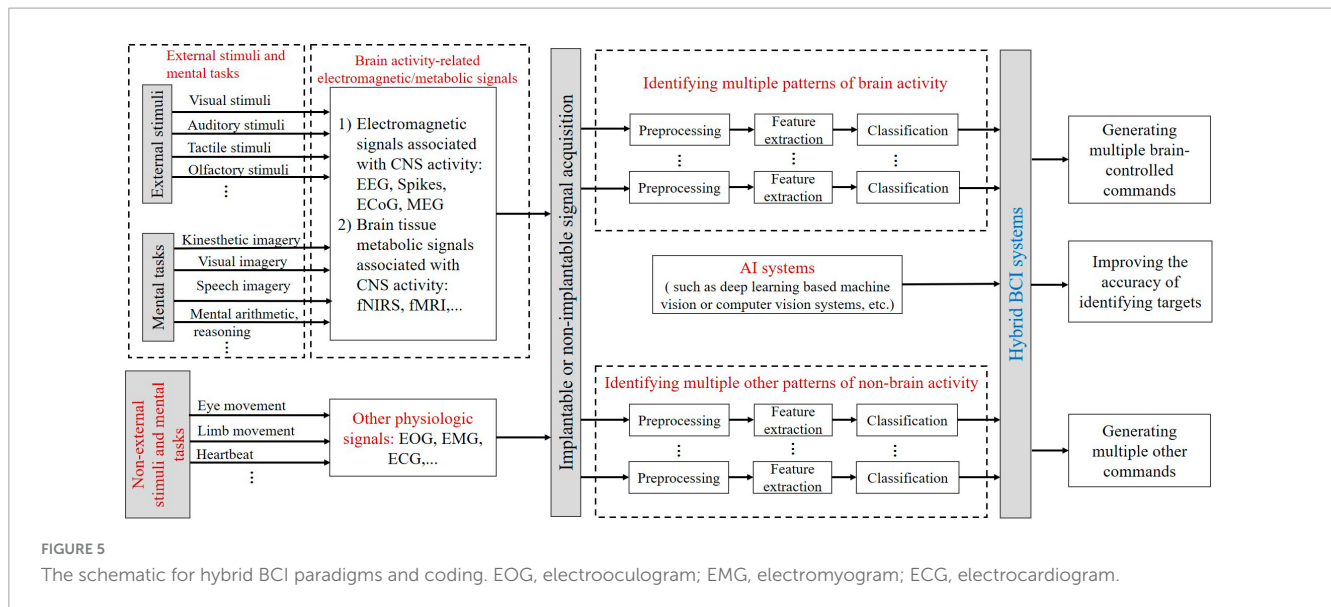 External stimuli and
mental tasks
External stimuli
Visual stimuli
Auditory stimuli
Tactile stimuli
Olfactory stimuli
⋮
Mental tasks
Kinesthetic imagery
Visual imagery
Speech imagery
Mental arithmetic,
reasoning
⋮
Brain activity-related
electromagnetic/metabolic signals
1) Electromagnetic
signals associated
with CNS activity:
EEG, Spikes,
ECoG, MEG
2) Brain tissue
metabolic signals
associated with
CNS activity:
fNIRS, fMRI,...
Non-external
stimuli and mental
tasks
Eye movement
Limb movement
Heartbeat
⋮
Other physiologic
signals: EOG, EMG,
ECG,...
Implantable or non-implantable signal acquisition
Identifying multiple patterns of brain activity
Preprocessing
Feature
extraction
Classification
⋮ ⋮ ⋮
Preprocessing
Feature
extraction
Classification
AI systems
( such as deep learning based machine
vision or computer vision systems, etc.)
Identifying multiple other patterns of non-brain activity
Preprocessing
Feature
extraction
Classification
⋮ ⋮ ⋮
Preprocessing
Feature
extraction
Classification
Hybrid BCI systems
Generating
multiple brain-
controlled
commands
Improving the
accuracy of
identifying targets
Generating
multiple other
commands
FIGURE 5
The schematic for hybrid BCI paradigms and coding. EOG, electrooculogram; EMG, electromyogram; ECG, electrocardiogram.